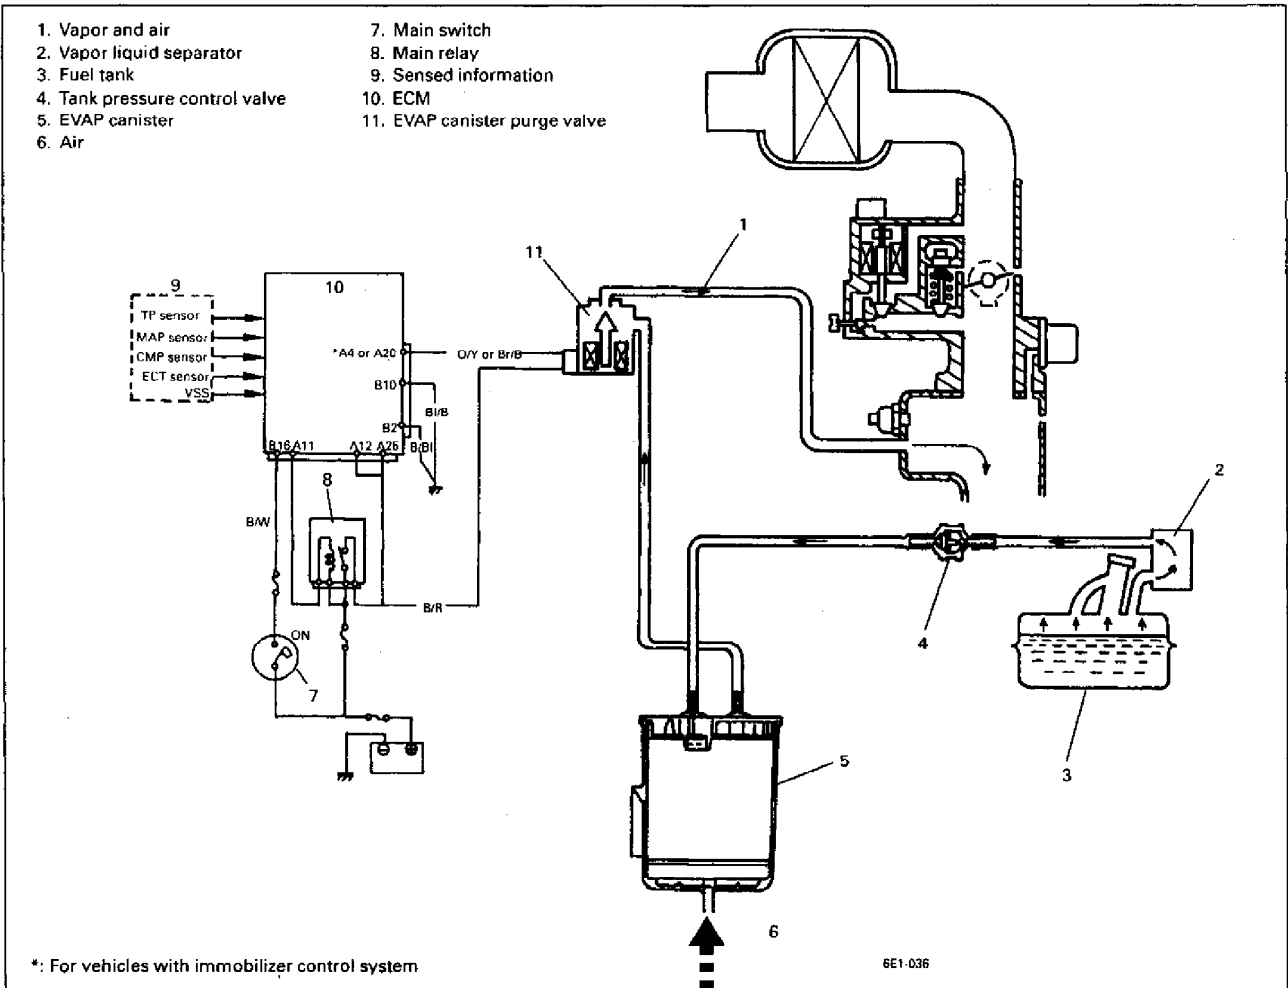 1. Vapor and air
2. Vapor liquid separator
3. Fuel tank
4. Tank pressure control valve
5. EVAP canister
6. Air
7. Main switch
8. Main relay
9. Sensed information
10. ECM
11. EVAP canister purge valve
1
11
9
10
TP sensor
MAP sensor
CMP sensor
ECT sensor
VSS
*A4 or A20
O/Y or Br/B
B10
Bl/B
B2
B/Bl
B16 A11 A12 A26
8
B/W
2
B/R
ON
7
4
3
5
6
*: For vehicles with immobilizer control system
6E1-036